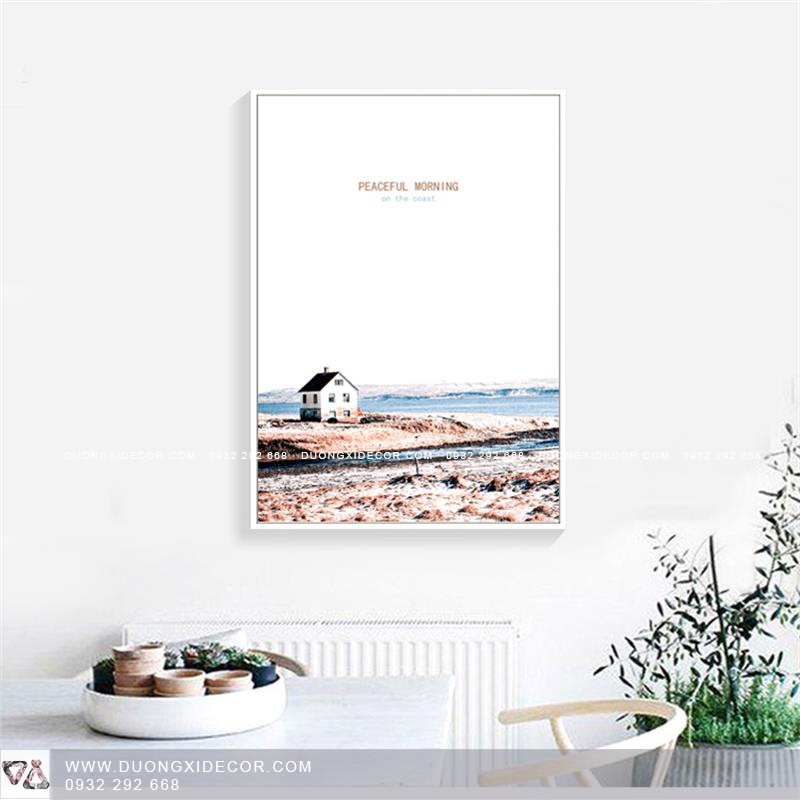 PEACEFUL MORNING
on the coast
DUONGXIDECOR.COM 0932 292 668 DUONGXIDECOR.COM 0932 292 668 DUONGXIDECOR.COM 0932 292 668
WWW.DUONGXIDECOR.COM
0932 292 668